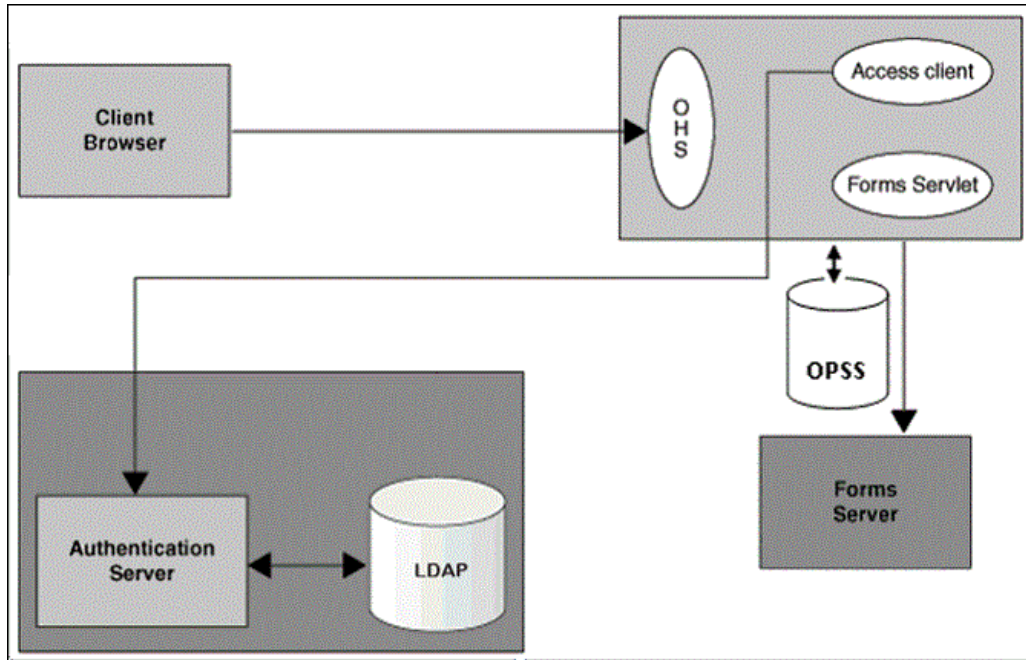 Client
Browser
O
H
S
Access client
Forms Servlet
OPSS
Forms
Server
Authentication
Server
LDAP